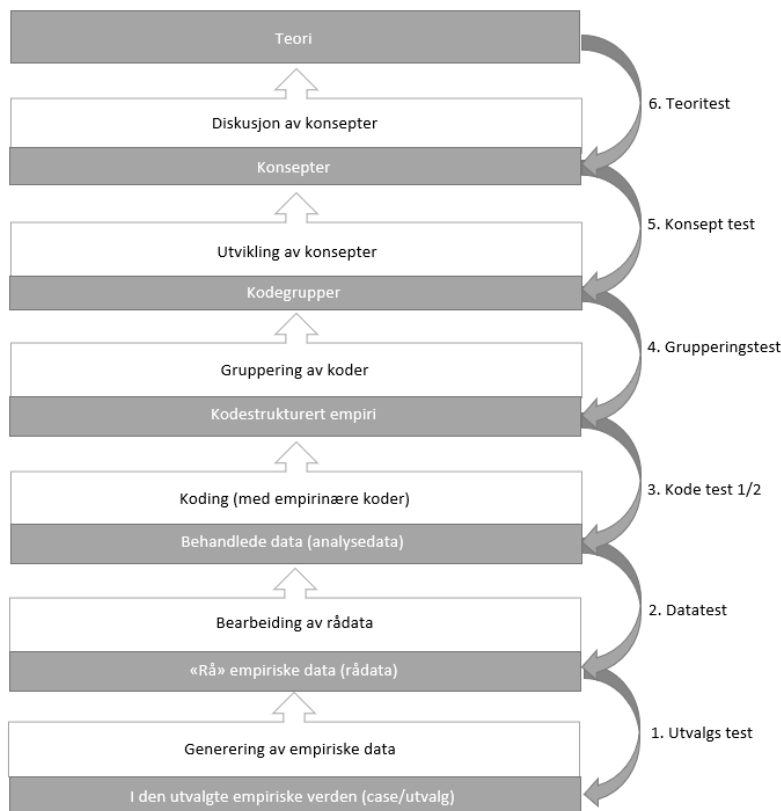 Teori
6. Teoritest
Diskusjon av konsepter
Konsepter
5. Konsept test
Utvikling av konsepter
Kodegrupper
4. Grupperingstest
Gruppering av koder
Kodestrukturert empiri
3. Kode test 1/2
Koding (med empirinære koder)
Behandlede data (analysedata)
2. Datatest
Bearbeiding av rådata
«Rå» empiriske data (rådata)
1. Utvalgs test
Generering av empiriske data
I den utvalgte empiriske verden (case/utvalg)